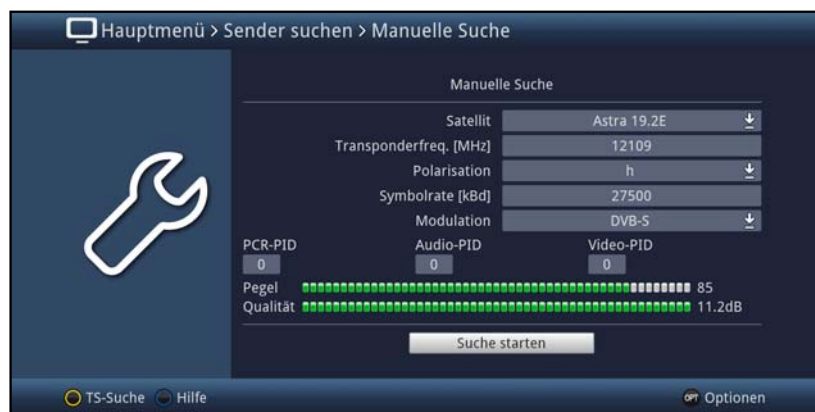 Hauptmenü > Sender suchen > Manuelle Suche
Manuelle Suche
Satellit Astra 19.2E
Transponderfreq. [MHz] 12109
Polarisation h
Symbolrate [kBd] 27500
Modulation DVB-S
PCR-PID Audio-PID Video-PID
0 0 0
Pegel 85
Qualität 11.2dB
Suche starten
TS-Suche Hilfe OPT Optionen